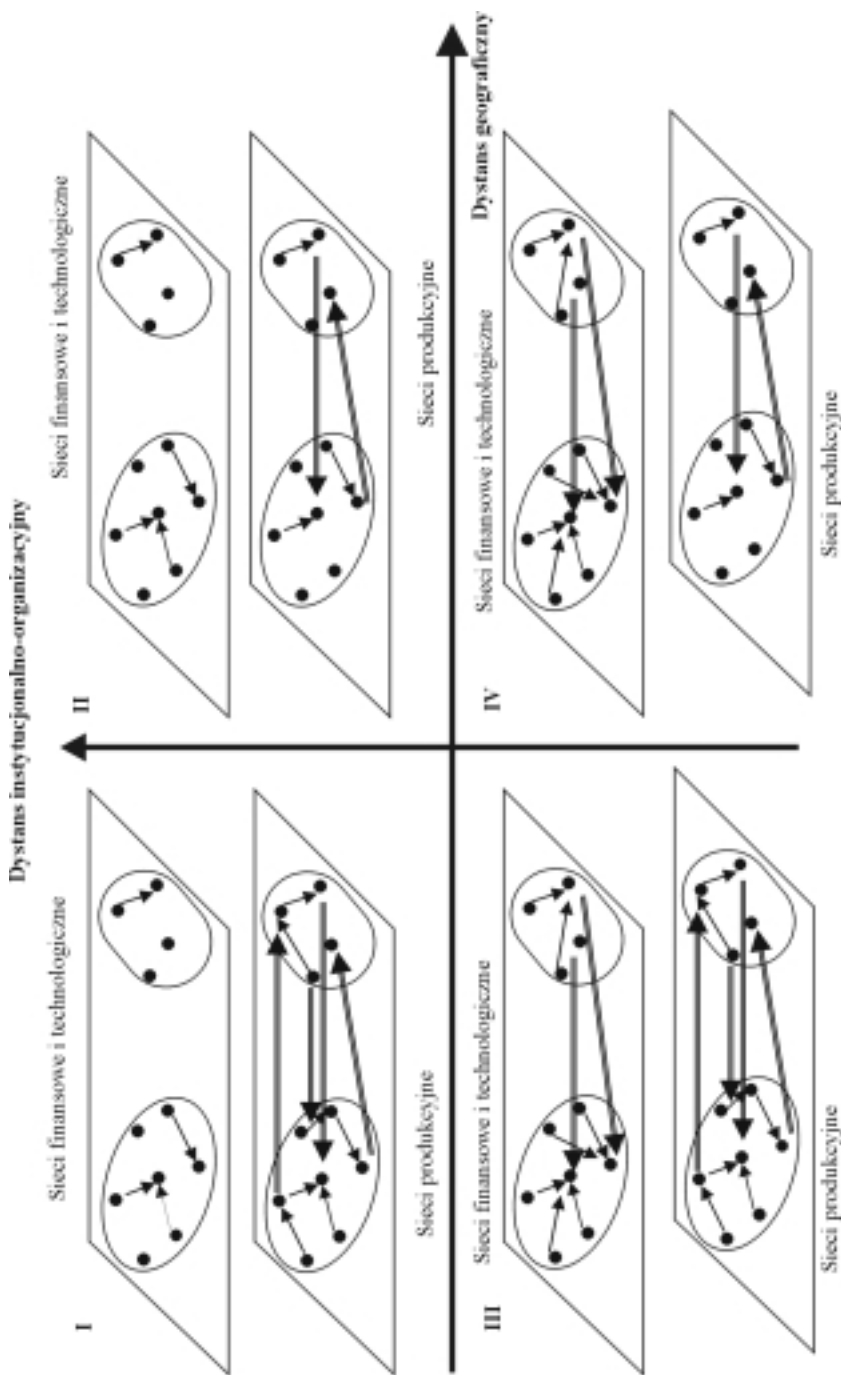 Dystans instytucjonalno-organizacyjny
I
Sieci finansowe i technologiczne
Sieci produkcyjne
II
Sieci finansowe i technologiczne
Sieci produkcyjne
Dystans geograficzny
III
Sieci finansowe i technologiczne
Sieci produkcyjne
IV
Sieci finansowe i technologiczne
Sieci produkcyjne